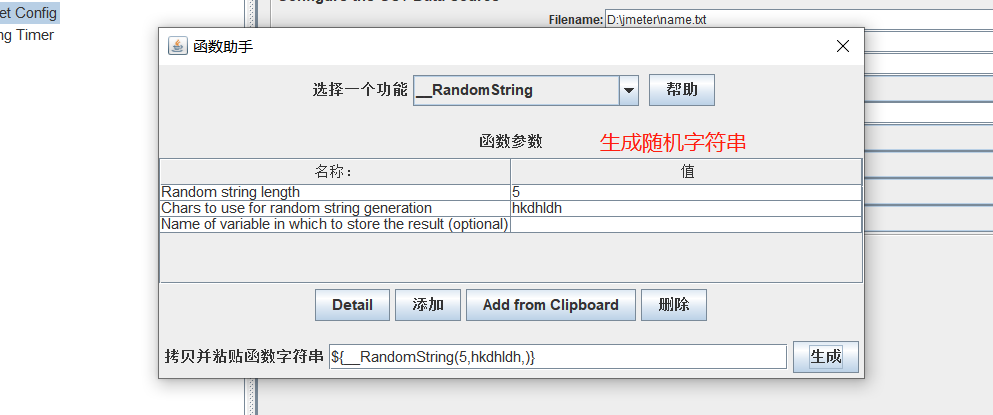 et Config
ng Timer
Filename: D:\jmeter\name.txt
函数助手
选择一个功能 __RandomString 帮助
函数参数 生成随机字符串
名称: 值
Random string length 5
Chars to use for random string generation hkdhldh
Name of variable in which to store the result (optional)
Detail 添加 Add from Clipboard 删除
拷贝并粘贴函数字符串 ${__RandomString(5,hkdhldh,)} 生成